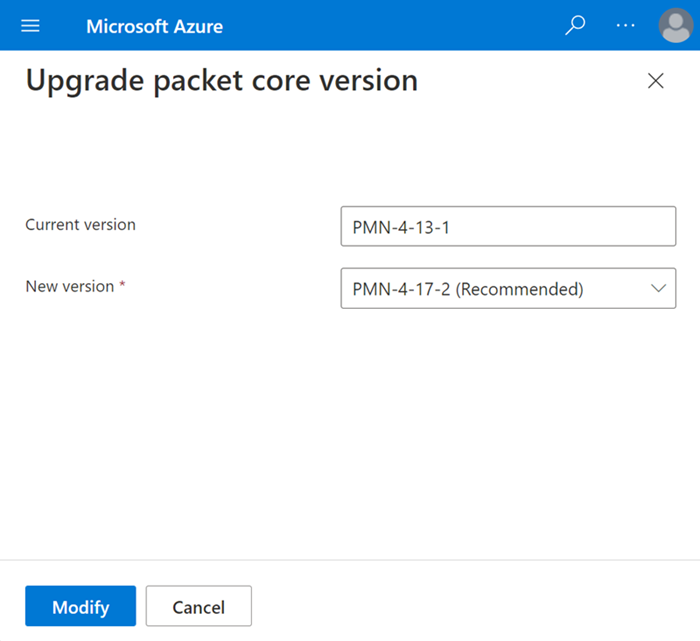 Microsoft Azure
Upgrade packet core version
Current version
PMN-4-13-1
New version *
PMN-4-17-2 (Recommended)
Modify
Cancel